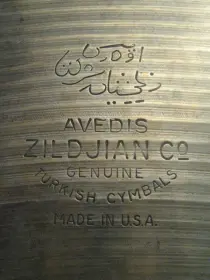 AVEDIS
ZILDJIAN CO
GENUINE
TURKISH CYMBALS
MADE IN U.S.A.